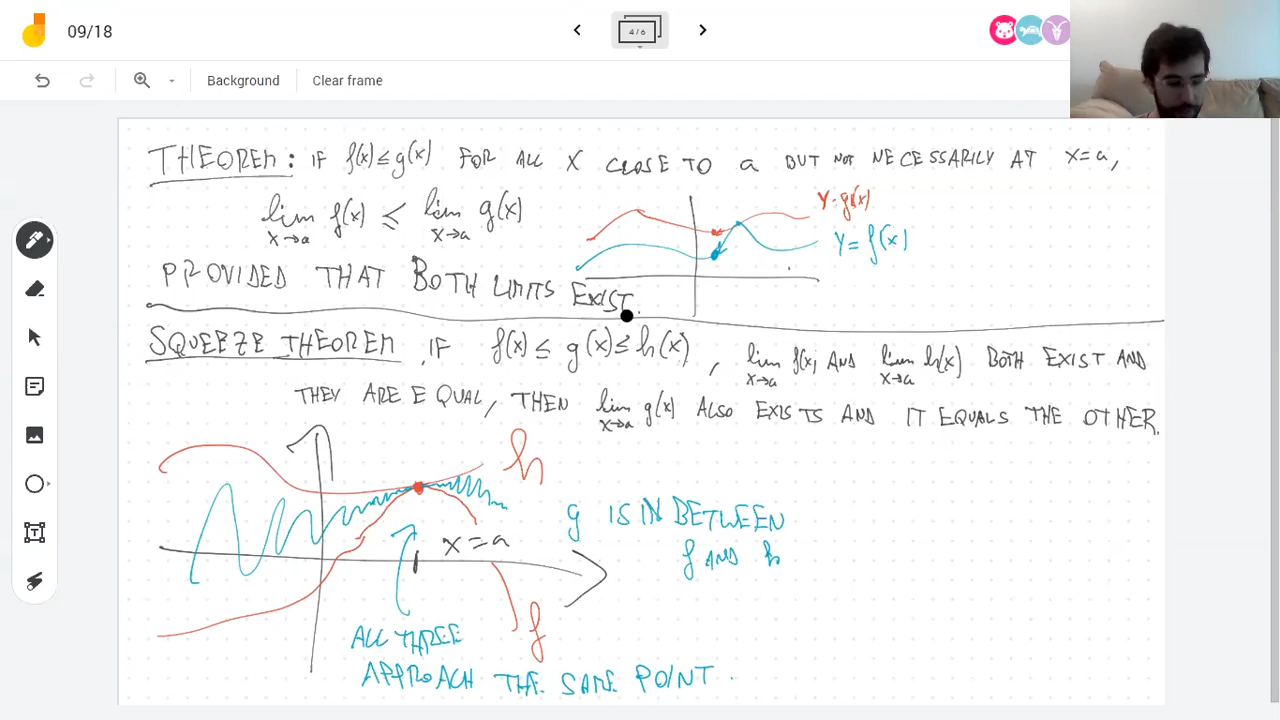 09/18
4 / 6
Background
Clear frame
THEOREM: IF f(x) ≤ g(x) FOR ALL X CLOSE TO a BUT NOT NECESSARILY AT X=a,
lim x→a f(x) ≤ lim x→a g(x)
Y=g(x)
Y=f(x)
PROVIDED THAT BOTH LIMITS EXIST.
SQUEEZE THEOREM . IF f(x) ≤ g(x) ≤ h(x) , lim x→a f(x) AND lim x→a h(x) BOTH EXIST AND
THEY ARE EQUAL, THEN lim x→a g(x) ALSO EXISTS AND IT EQUALS THE OTHER.
h
g IS IN BETWEEN
f AND h
x=a
f
ALL THREE
APPROACH THE SAME POINT.